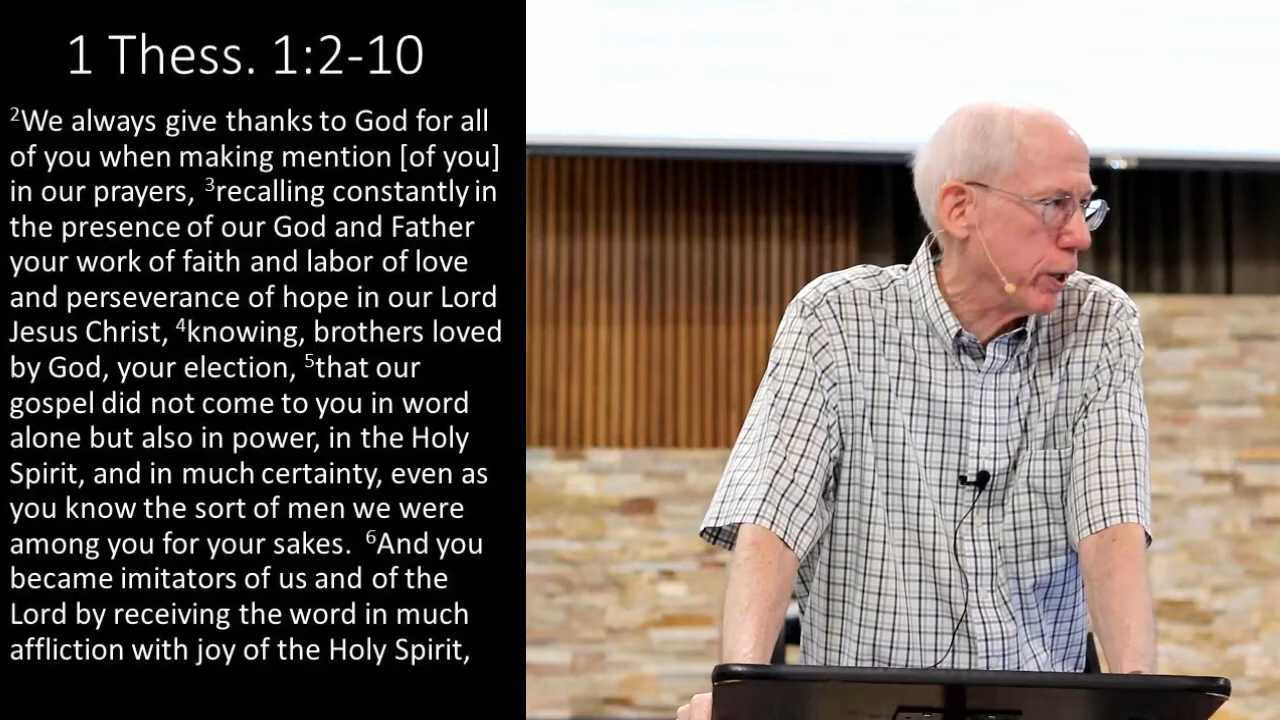 1 Thess. 1:2-10
²We always give thanks to God for all
of you when making mention [of you]
in our prayers, ³recalling constantly in
the presence of our God and Father
your work of faith and labor of love
and perseverance of hope in our Lord
Jesus Christ, ⁴knowing, brothers loved
by God, your election, ⁵that our
gospel did not come to you in word
alone but also in power, in the Holy
Spirit, and in much certainty, even as
you know the sort of men we were
among you for your sakes. ⁶And you
became imitators of us and of the
Lord by receiving the word in much
affliction with joy of the Holy Spirit,